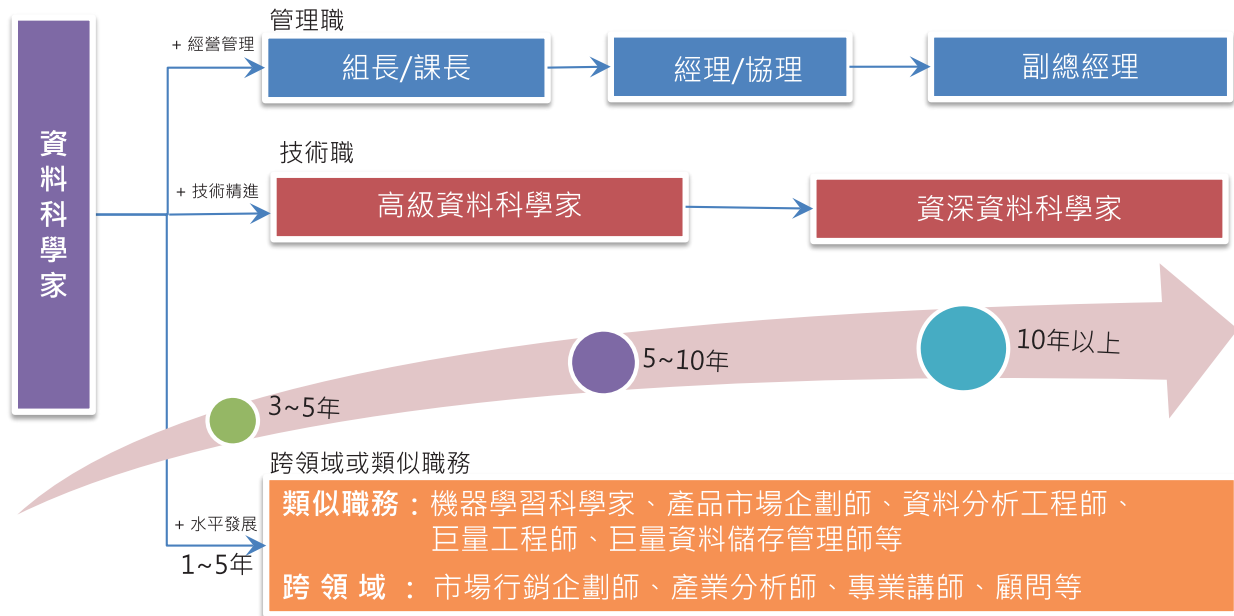 資料科學家
管理職
+ 經營管理
組長/課長
經理/協理
副總經理
技術職
+ 技術精進
高級資料科學家
資深資料科學家
3~5年
5~10年
10年以上
跨領域或類似職務
+ 水平發展
1~5年
類似職務：機器學習科學家、產品市場企劃師、資料分析工程師、
巨量工程師、巨量資料儲存管理師等
跨領域： 市場行銷企劃師、產業分析師、專業講師、顧問等